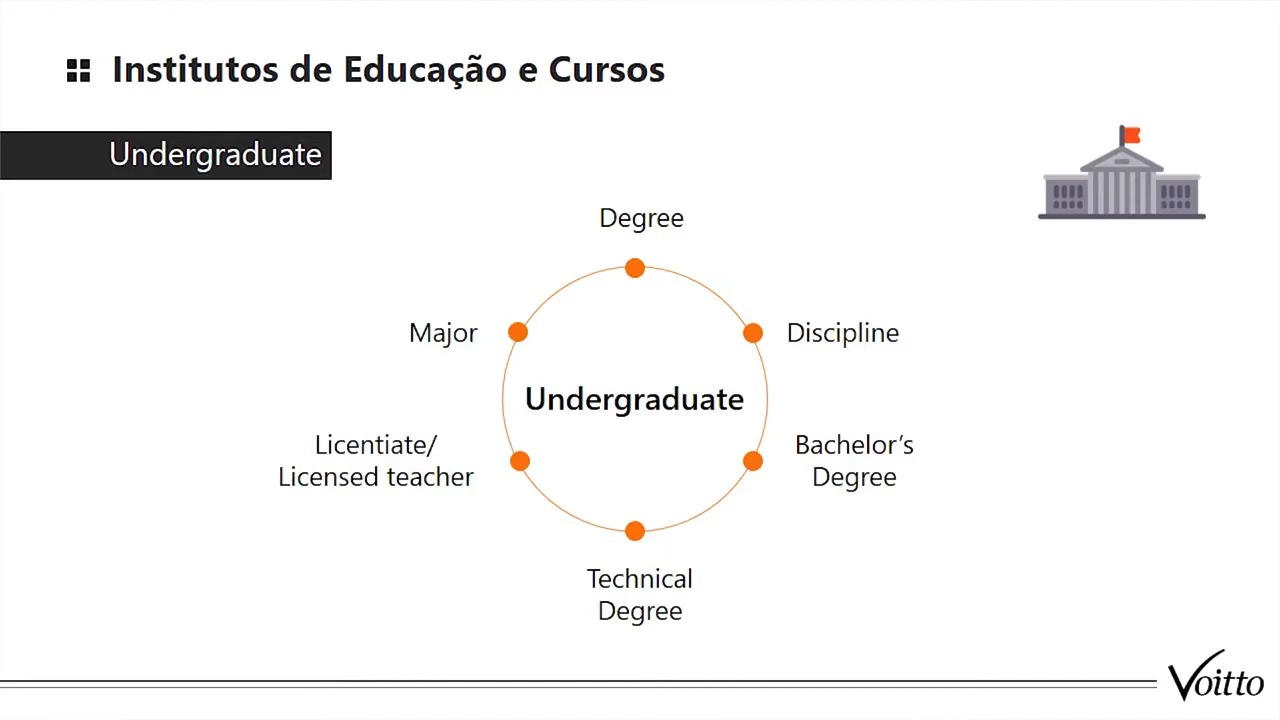 Institutos de Educação e Cursos
Undergraduate
Degree
Major
Discipline
Undergraduate
Licentiate/
Licensed teacher
Bachelor’s
Degree
Technical
Degree
Voitto